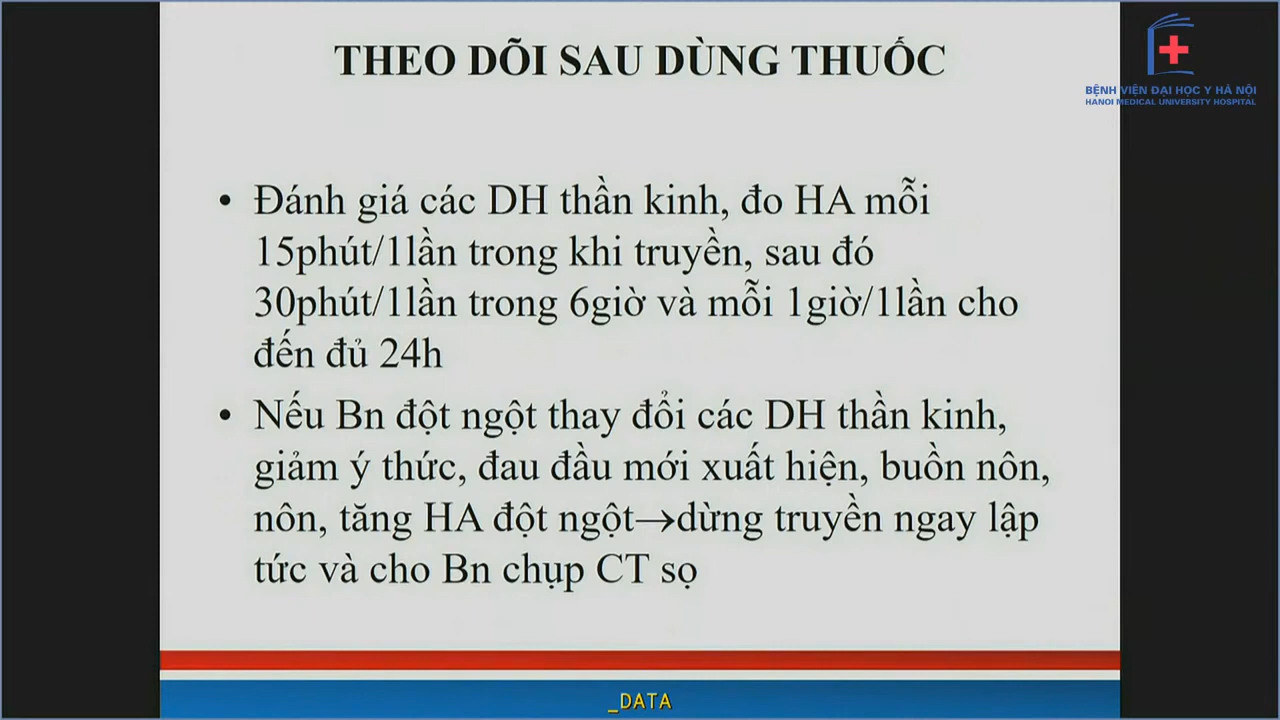 THEO DÕI SAU DÙNG THUỐC
BỆNH VIỆN ĐẠI HỌC Y HÀ NỘI
HANOI MEDICAL UNIVERSITY HOSPITAL
• Đánh giá các DH thần kinh, đo HA mỗi
15phút/1lần trong khi truyền, sau đó
30phút/1lần trong 6giờ và mỗi 1giờ/1lần cho
đến đủ 24h
• Nếu Bn đột ngột thay đổi các DH thần kinh,
giảm ý thức, đau đầu mới xuất hiện, buồn nôn,
nôn, tăng HA đột ngột→dừng truyền ngay lập
tức và cho Bn chụp CT sọ
_DATA